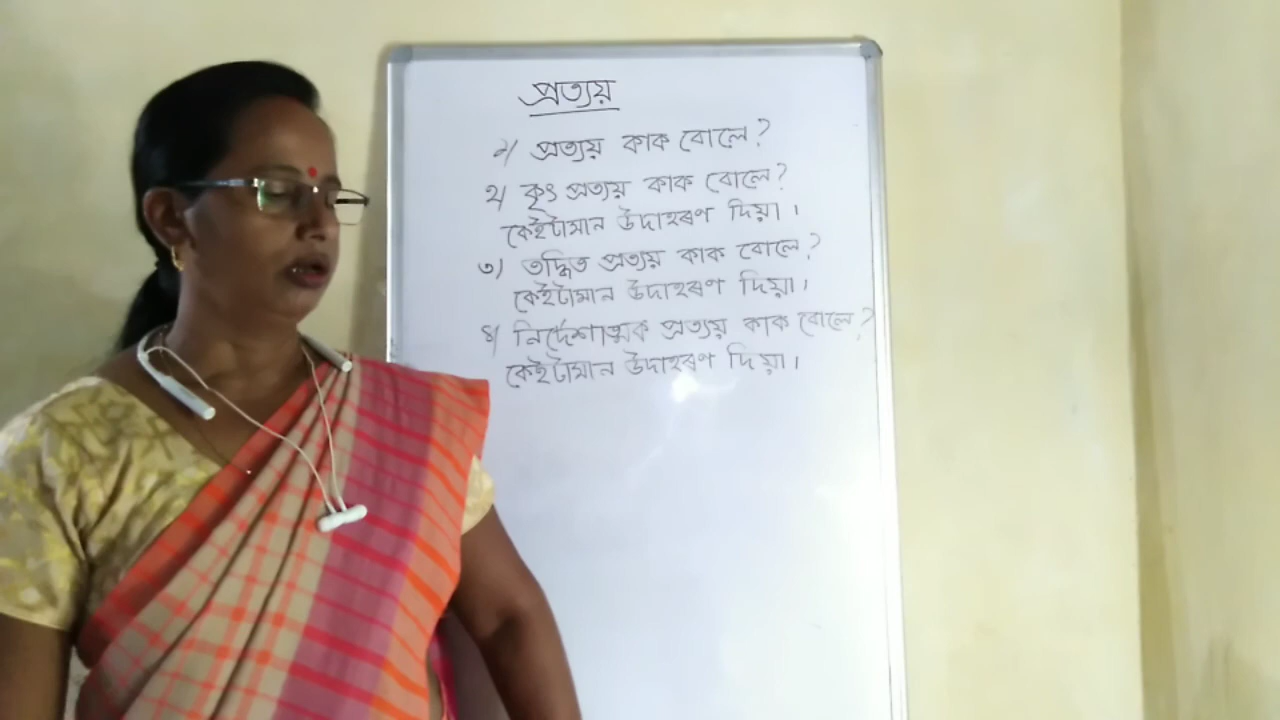 প্ৰত্যয়
১/ প্ৰত্যয় কাক বোলে?
২/ কৃৎ প্ৰত্যয় কাক বোলে?
কেইটামান উদাহৰণ দিয়া।
৩) তদ্ধিত প্ৰত্যয় কাক বোলে?
কেইটামান উদাহৰণ দিয়া।
৪/ নিৰ্দেশাত্মক প্ৰত্যয় কাক বোলে?
কেইটামান উদাহৰণ দিয়া।